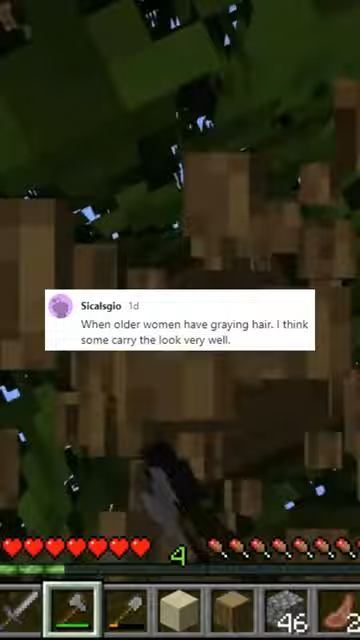 Sicalsgio 1d
When older women have graying hair. I think
some carry the look very well.
4
46